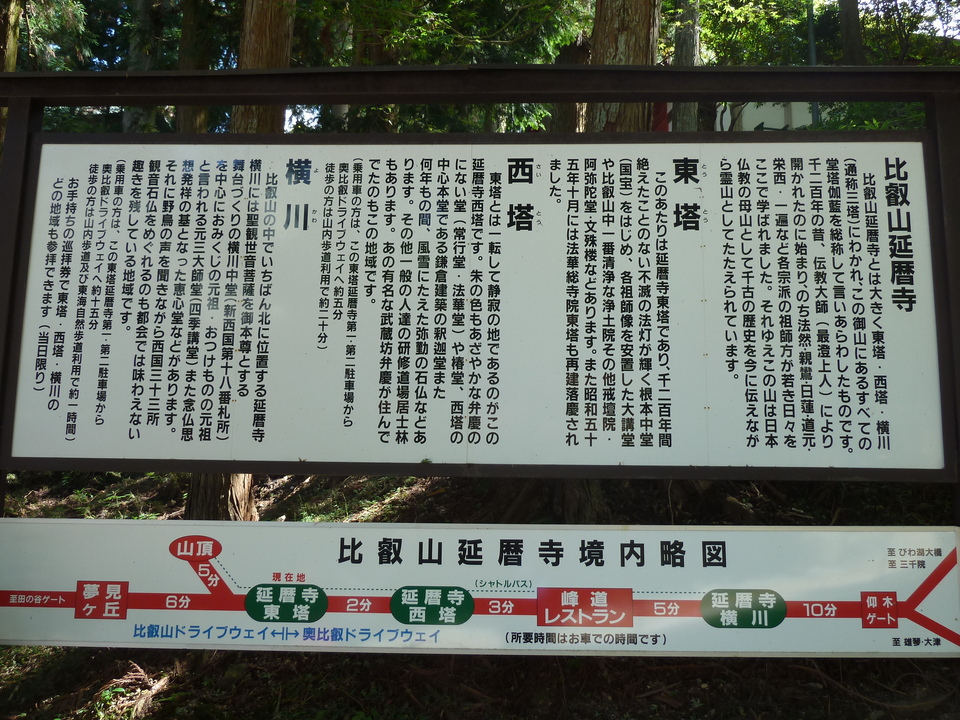 比叡山延暦寺
比叡山延暦寺とは大きく東塔・西塔・横川
(通称三塔)にわかれ、この御山にあるすべての
堂塔伽藍を総称して言いあらわしたものです。
千二百年の昔、伝教大師(最澄上人)により
開かれたのに始まり、のち法然・親鸞・日蓮・道元・
栄西・一遍など各宗派の祖師方が若き日々を
ここで学ばれました。それゆえこの山は日本
仏教の母山として千古の歴史を今に伝えなが
ら霊山としてたたえられています。
東塔
とうとう
このあたりは延暦寺東塔であり、千二百年間
絶えたことのない不滅の法灯が輝く根本中堂
(国宝)をはじめ、各祖師像を安置した大講堂
や比叡山中一番清浄な浄土院その他戒壇院・
阿弥陀堂・文殊楼などあります。また昭和五十
五年十月には法華総寺院東塔も再建落慶され
ました。
西塔
さいとう
東塔とは一転して静寂の地であるのがこの
延暦寺西塔です。朱の色もあざやかな弁慶の
にない堂(常行堂・法華堂)や椿堂、西塔の
中心本堂である鎌倉建築の釈迦堂また
何年もの間、風雪にたえた弥勒の石仏などあ
ります。その他一般の人達の研修道場居士林
もあります。あの有名な武蔵坊弁慶が住んで
でたのもこの地域です。
(乗用車の方は、この東塔延暦寺第一・第二駐車場から
奥比叡ドライブウェイへ約五分
徒歩の方は山内歩道利用で約二十分)
横川
よかわ
比叡山の中でいちばん北に位置する延暦寺
横川には聖観世音菩薩を御本尊とする
舞台づくりの横川中堂(新西国第十八番札所)
を中心におみくじの元祖・おつけもの元祖
と言われる元三大師堂(四季講堂)また念仏思
想発祥の基となった恵心堂などがあります。
それに野鳥の声を聞きながら西国三十三所
観音石仏をめぐれるのも都会では味わえない
趣きを残している地域です。
(乗用車の方は、この東塔延暦寺第一・第二駐車場から
奥比叡ドライブウェイへ約十五分
徒歩の方は山内歩道及び東海自然歩道利用で約一時間)
お手持ちの巡拝券で東塔・西塔・横川の
どの地域も参拝できます(当日限り)
比叡山延暦寺境内略図
至田の谷ゲート
夢見ヶ丘
6分
山頂
5分
現在地
延暦寺
東塔
2分
延暦寺
西塔
(シャトルバス)
3分
峰道
レストラン
5分
延暦寺
横川
10分
仰木
ゲート
至びわ湖大橋
至三千院
至雄琴・大津
比叡山ドライブウェイ↔奥比叡ドライブウェイ
(所要時間はお車での時間です)